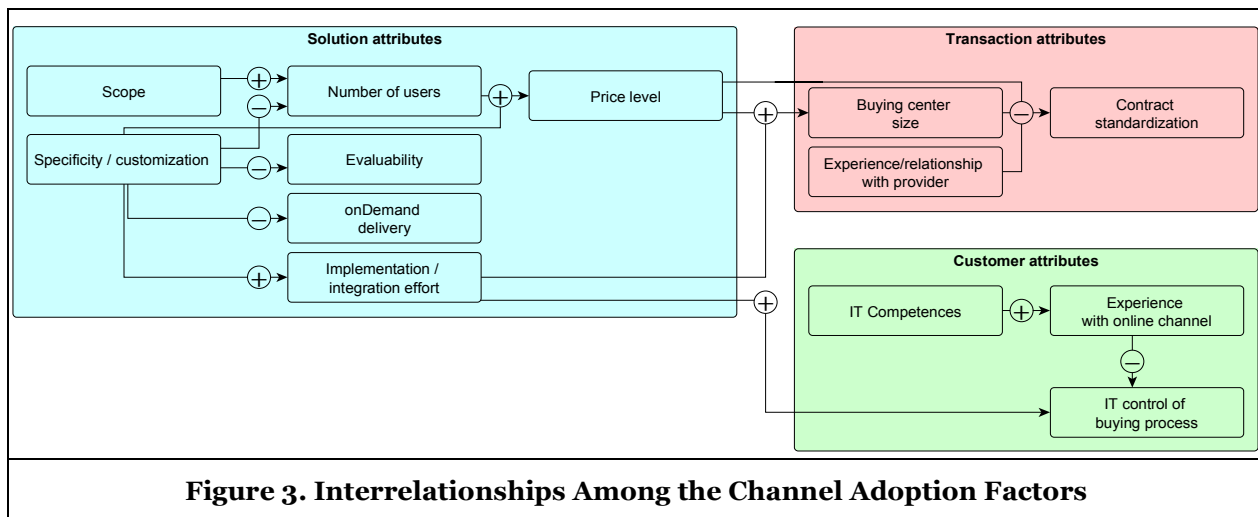 Solution attributes
Scope
Number of users
Price level
Specificity / customization
Evaluability
onDemand
delivery
Implementation /
integration effort
Transaction attributes
Buying center
size
Contract
standardization
Experience/relationship
with provider
Customer attributes
IT Competences
Experience
with online channel
IT control of
buying process
Figure 3. Interrelationships Among the Channel Adoption Factors